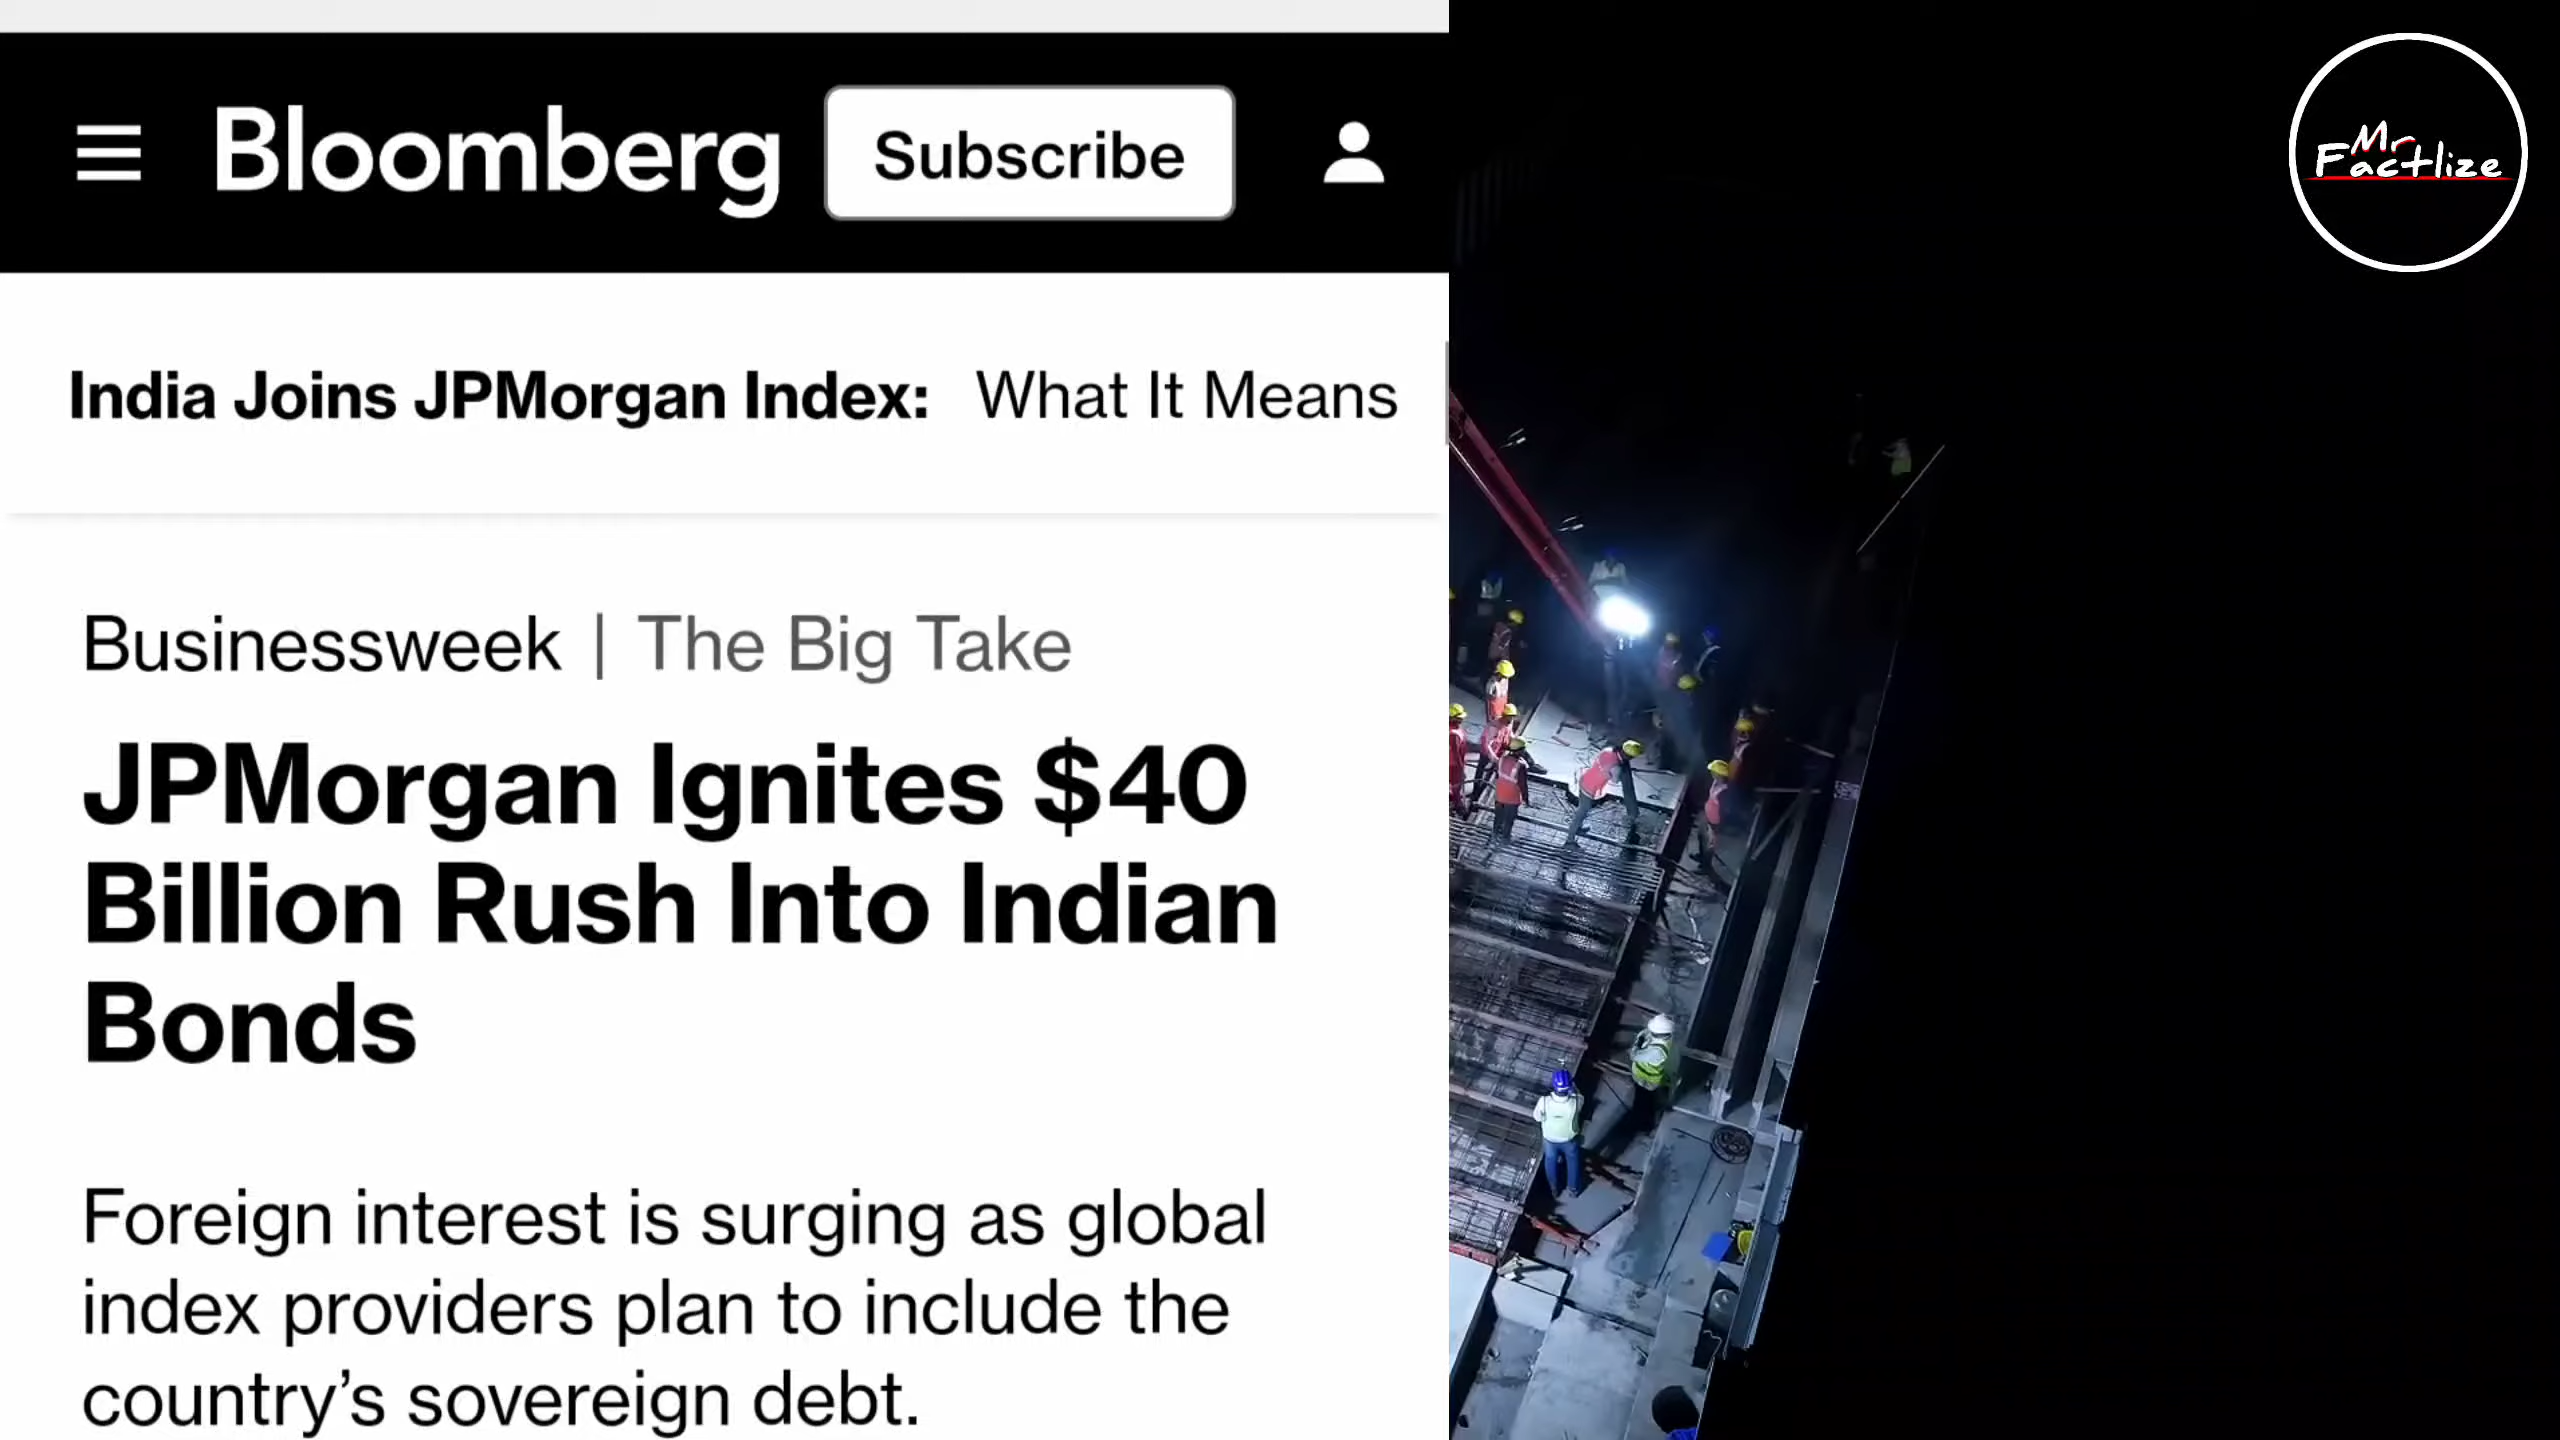 Bloomberg Subscribe
India Joins JPMorgan Index: What It Means
Businessweek | The Big Take
JPMorgan Ignites $40
Billion Rush Into Indian
Bonds
Foreign interest is surging as global
index providers plan to include the
country’s sovereign debt.
Mr
Factlize